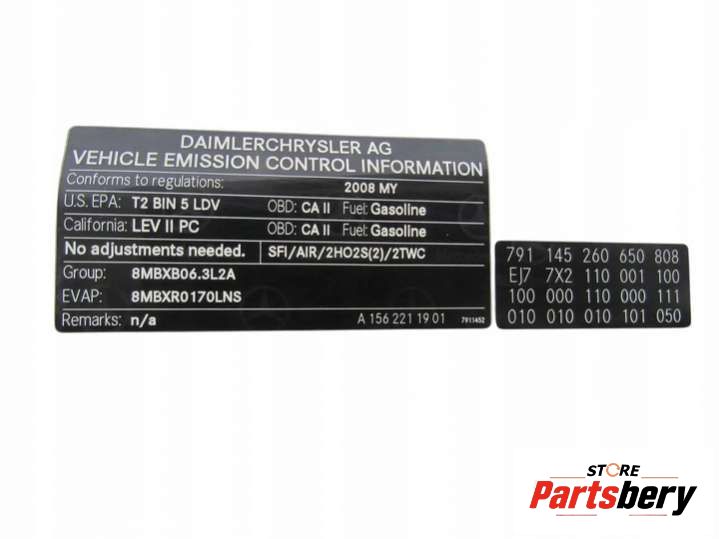 DAIMLERCHRYSLER AG
VEHICLE EMISSION CONTROL INFORMATION
Conforms to regulations: 2008 MY
U.S. EPA: T2 BIN 5 LDV OBD: CA II Fuel: Gasoline
California: LEV II PC OBD: CA II Fuel: Gasoline
No adjustments needed. SFI/AIR/2HO2S(2)/2TWC
Group: 8MBXB06.3L2A
EVAP: 8MBXR0170LNS
Remarks: n/a A 156 221 19 01 7911452
791 145 260 650 808
EJ7 7X2 110 001 100
100 000 110 000 111
010 010 010 101 050
STORE
Partsbery